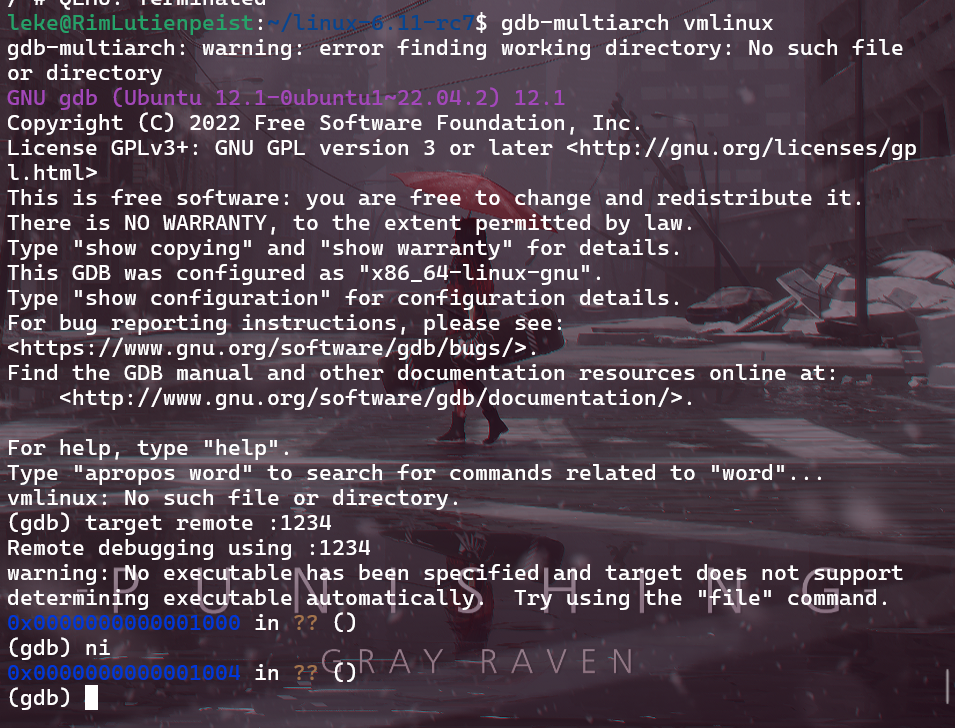 / # QEMU: Terminated
leke@RimLutienpeist:~/linux-6.11-rc7$ gdb-multiarch vmlinux
gdb-multiarch: warning: error finding working directory: No such file
or directory
GNU gdb (Ubuntu 12.1-0ubuntu1~22.04.2) 12.1
Copyright (C) 2022 Free Software Foundation, Inc.
License GPLv3+: GNU GPL version 3 or later <http://gnu.org/licenses/gp
l.html>
This is free software: you are free to change and redistribute it.
There is NO WARRANTY, to the extent permitted by law.
Type "show copying" and "show warranty" for details.
This GDB was configured as "x86_64-linux-gnu".
Type "show configuration" for configuration details.
For bug reporting instructions, please see:
<https://www.gnu.org/software/gdb/bugs/>.
Find the GDB manual and other documentation resources online at:
    <http://www.gnu.org/software/gdb/documentation/>.

For help, type "help".
Type "apropos word" to search for commands related to "word"...
vmlinux: No such file or directory.
(gdb) target remote :1234
Remote debugging using :1234
warning: No executable has been specified and target does not support
determining executable automatically.  Try using the "file" command.
0x0000000000001000 in ?? ()
(gdb) ni
0x0000000000001004 in ?? ()
(gdb)
PUNISHING
GRAY RAVEN